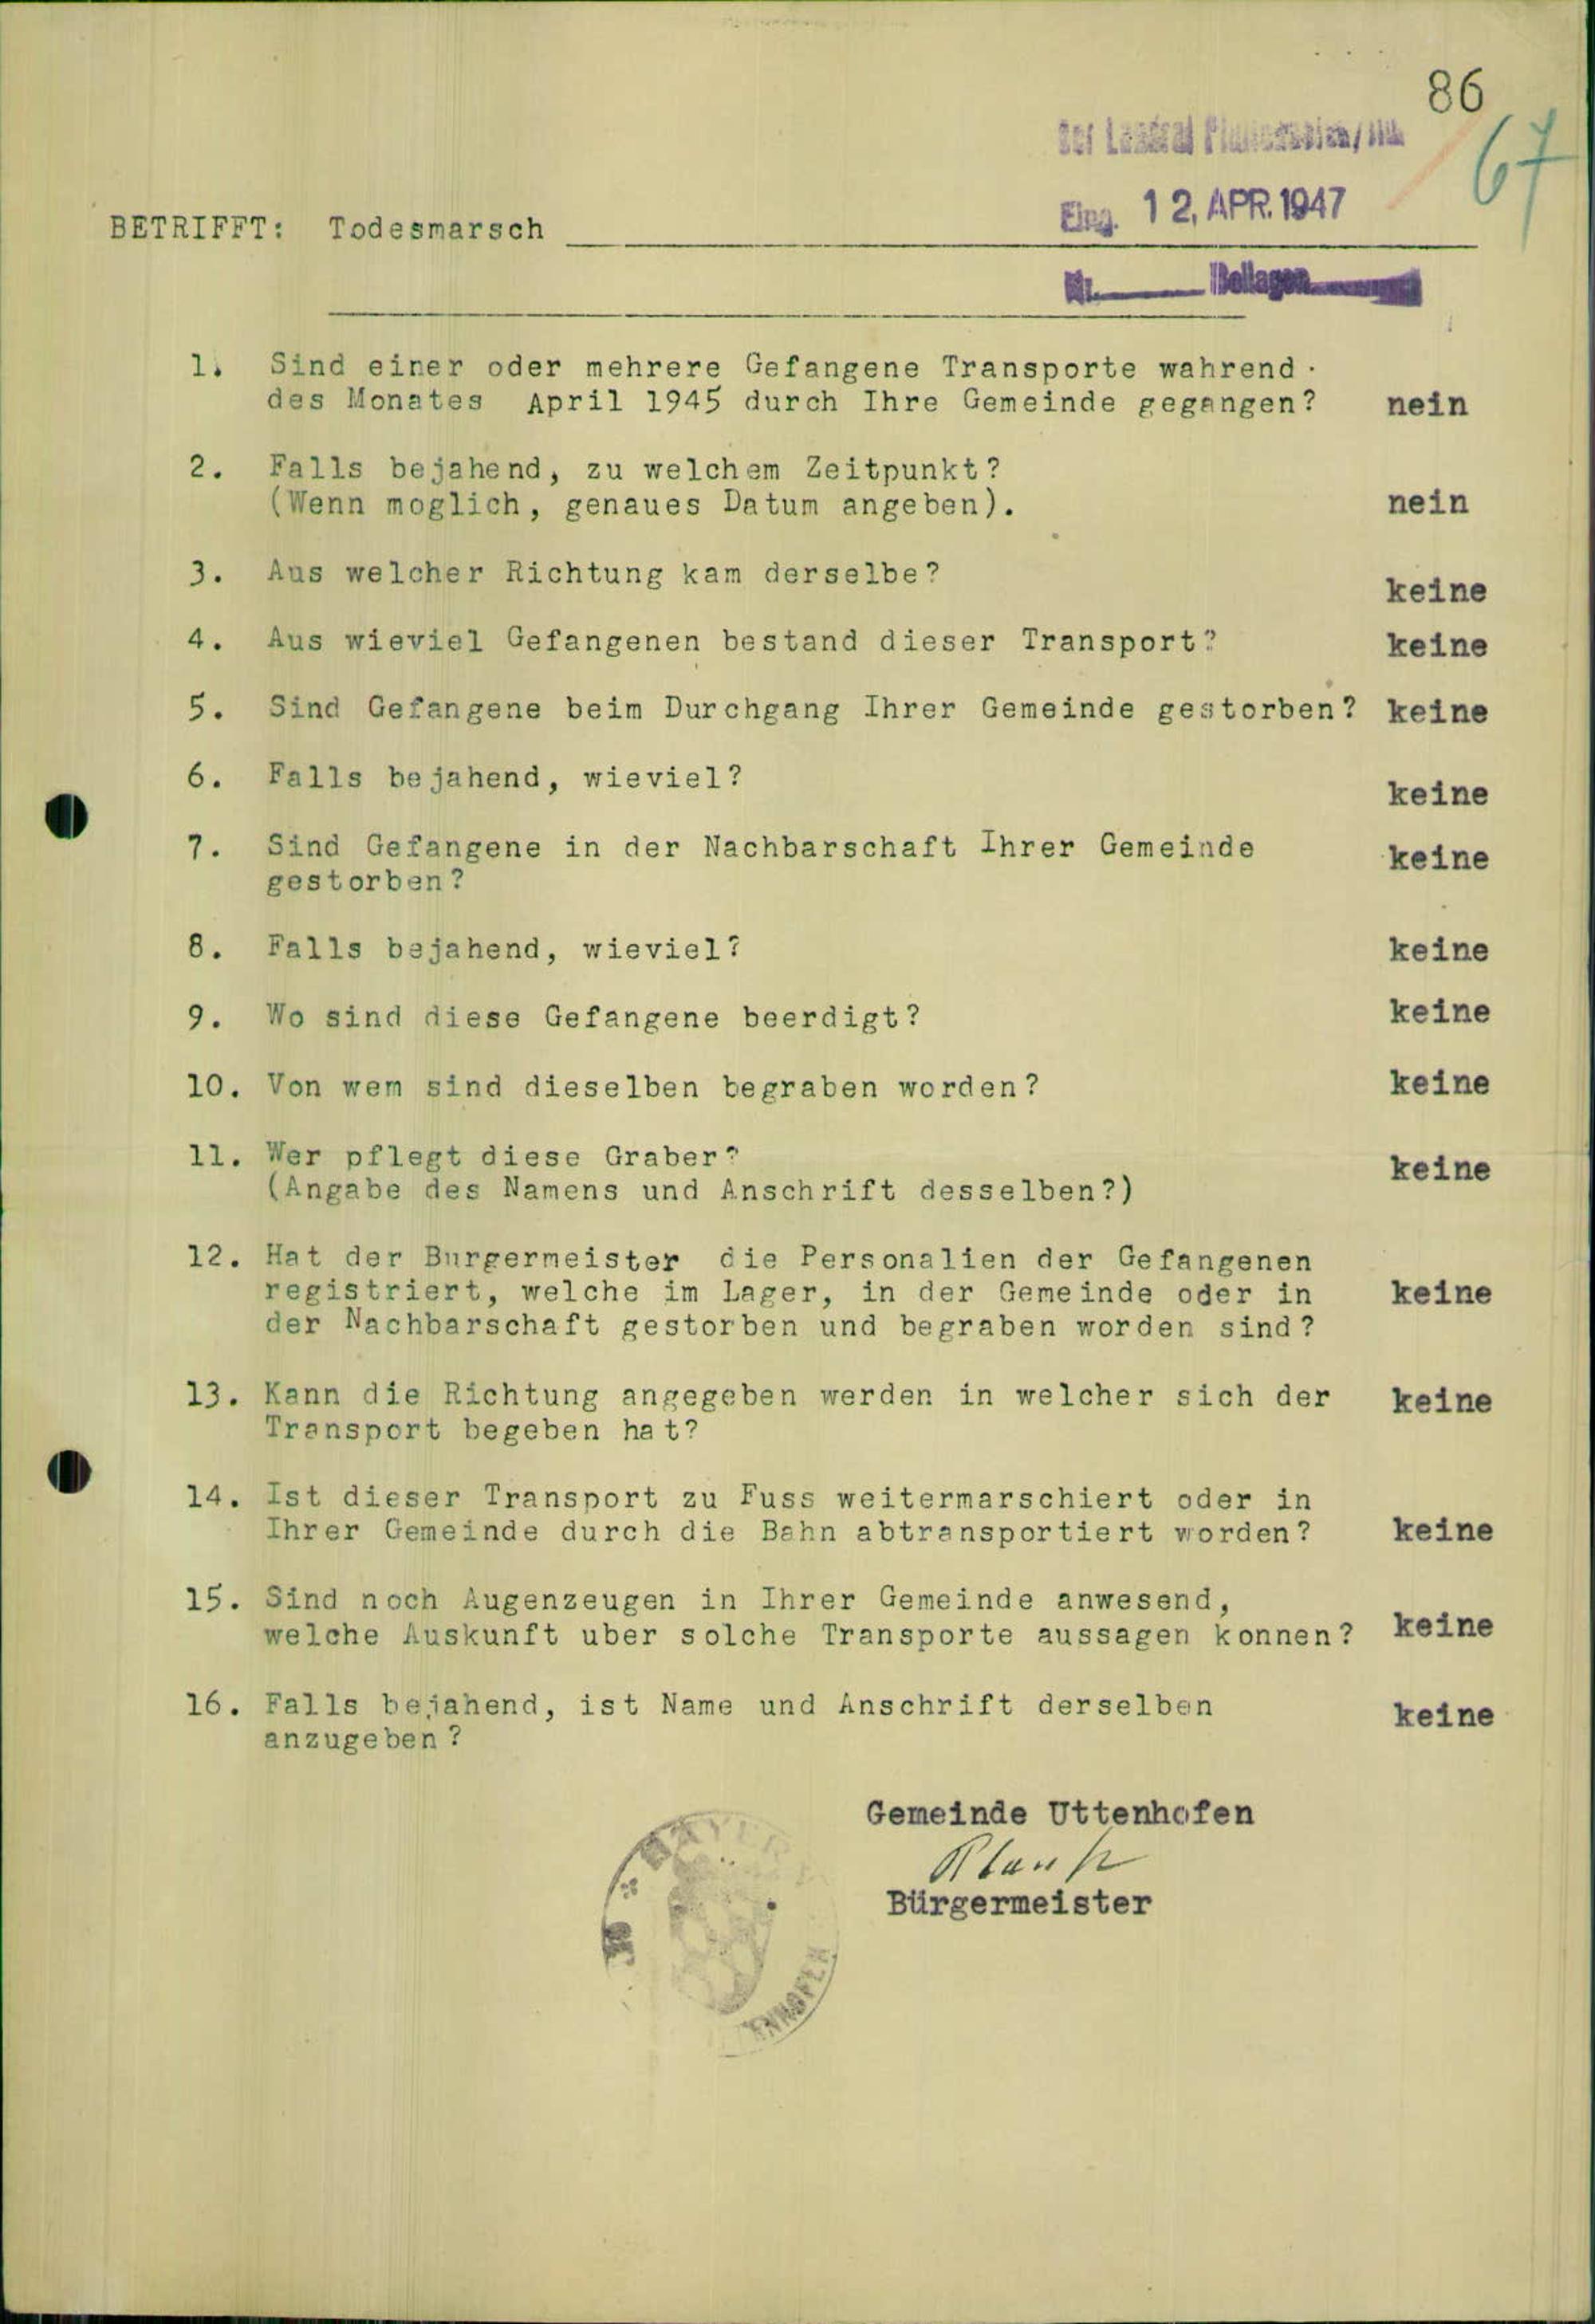 86
67
Der Landrat
Eing. 12. APR. 1947
BETRIFFT: Todesmarsch
Nr. Beilagen
1. Sind einer oder mehrere Gefangene Transporte wahrend
des Monates April 1945 durch Ihre Gemeinde gegangen? nein
2. Falls bejahend, zu welchem Zeitpunkt?
(Wenn moglich, genaues Datum angeben). nein
3. Aus welcher Richtung kam derselbe?
keine
4. Aus wieviel Gefangenen bestand dieser Transport? keine
5. Sind Gefangene beim Durchgang Ihrer Gemeinde gestorben? keine
6. Falls bejahend, wieviel?
keine
7. Sind Gefangene in der Nachbarschaft Ihrer Gemeinde keine
gestorben?
8. Falls bejahend, wieviel? keine
9. Wo sind diese Gefangene beerdigt? keine
10. Von wem sind dieselben begraben worden? keine
11. Wer pflegt diese Graber? keine
(Angabe des Namens und Anschrift desselben?)
12. Hat der Burgermeister die Personalien der Gefangenen
registriert, welche im Lager, in der Gemeinde oder in keine
der Nachbarschaft gestorben und begraben worden sind?
13. Kann die Richtung angegeben werden in welcher sich der keine
Transport begeben hat?
14. Ist dieser Transport zu Fuss weitermarschiert oder in
Ihrer Gemeinde durch die Bahn abtransportiert worden? keine
15. Sind noch Augenzeugen in Ihrer Gemeinde anwesend,
welche Auskunft uber solche Transporte aussagen konnen? keine
16. Falls bejahend, ist Name und Anschrift derselben keine
anzugeben?
Gemeinde Uttenhofen
Bürgermeister